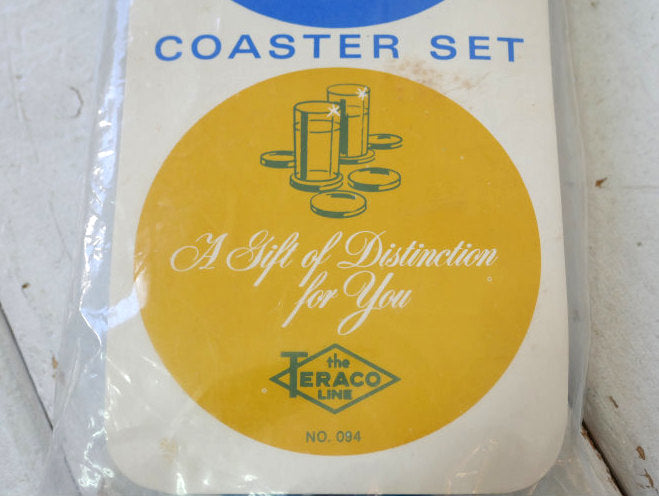 COASTER SET
A Gift of Distinction
for You
the
TERACO
LINE
NO. 094